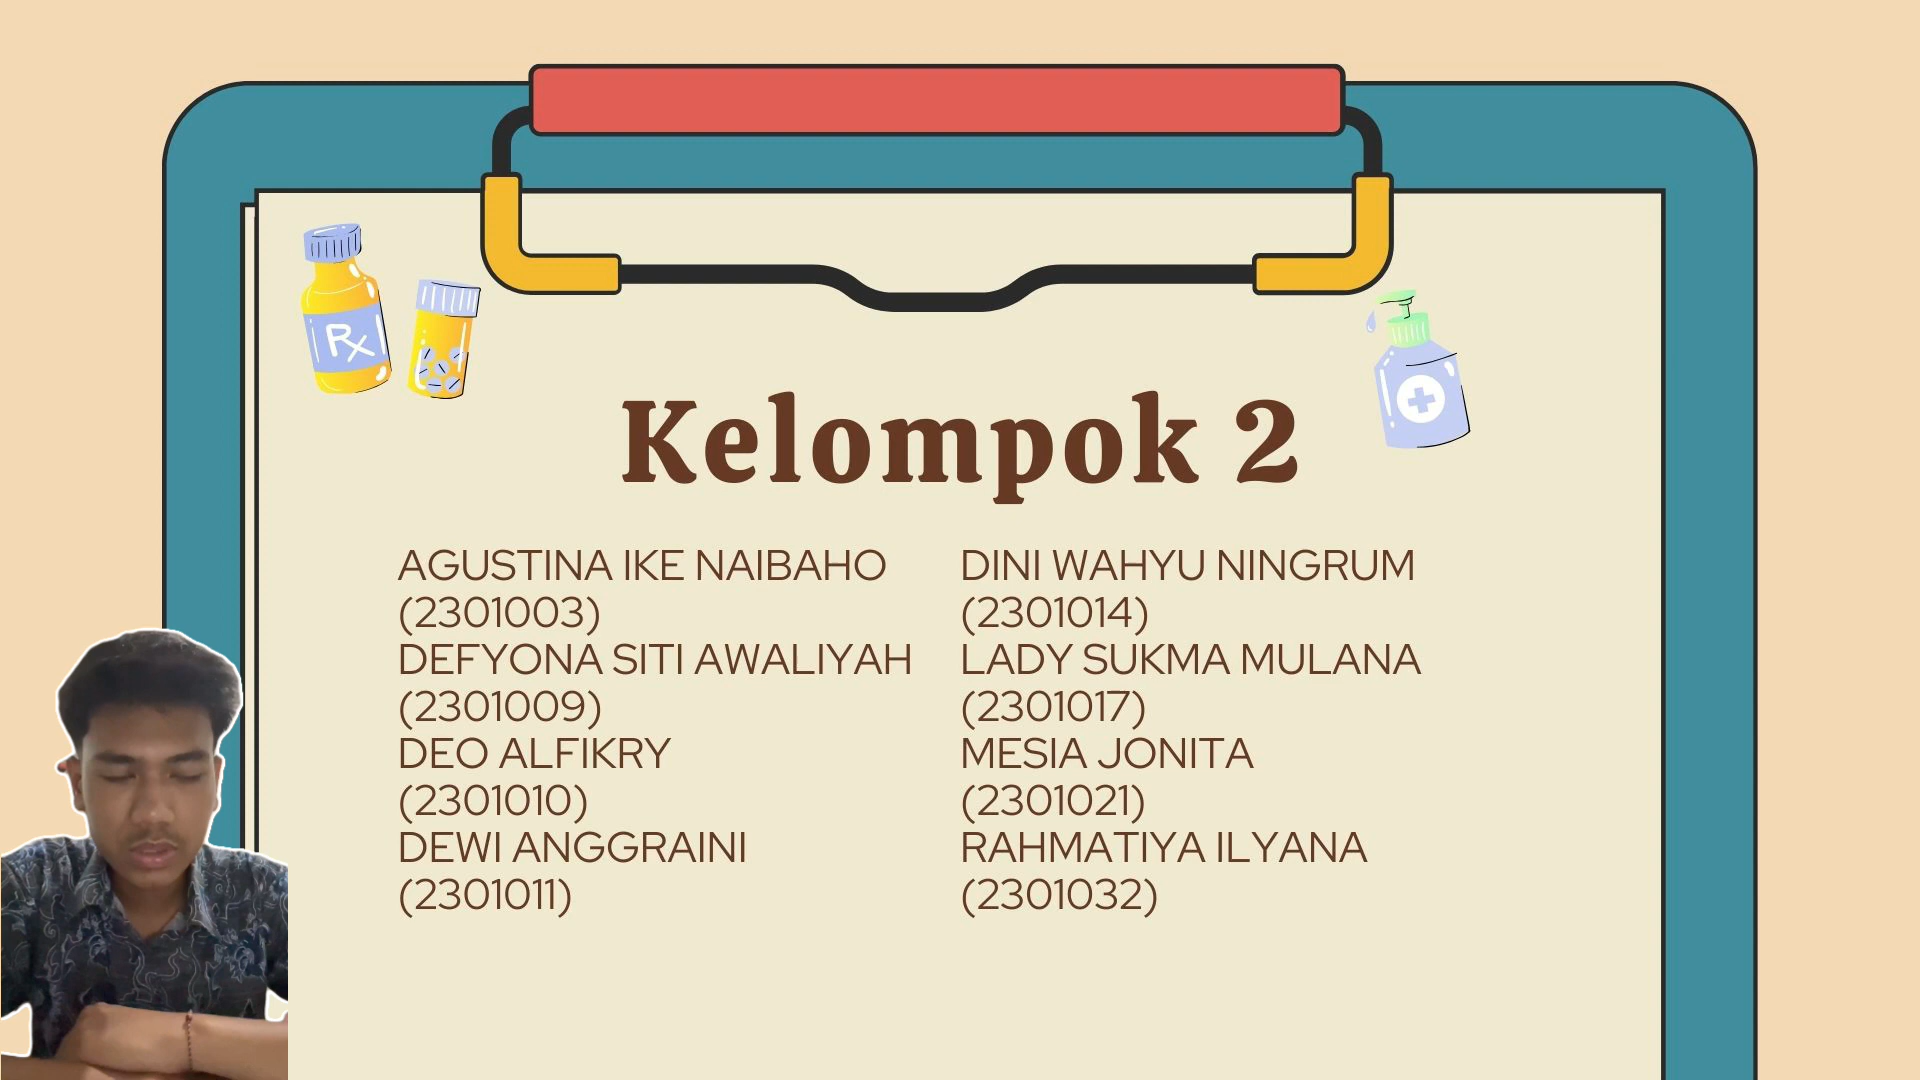 Rx
Kelompok 2
AGUSTINA IKE NAIBAHO
(2301003)
DEFYONA SITI AWALIYAH
(2301009)
DEO ALFIKRY
(2301010)
DEWI ANGGRAINI
(2301011)
DINI WAHYU NINGRUM
(2301014)
LADY SUKMA MULANA
(2301017)
MESIA JONITA
(2301021)
RAHMATIYA ILYANA
(2301032)